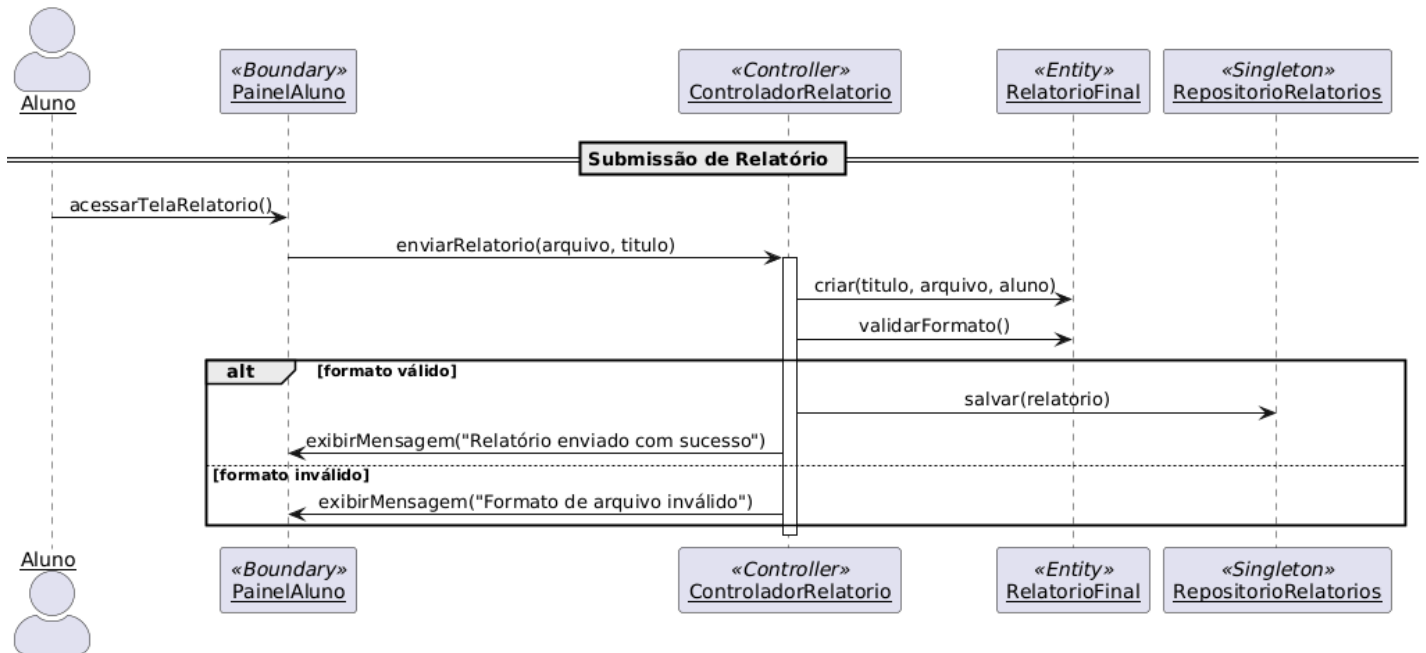 «Boundary»
PainelAluno
«Controller»
ControladorRelatorio
«Entity»
RelatorioFinal
«Singleton»
RepositorioRelatorios
Aluno
Submissão de Relatório
acessarTelaRelatorio()
enviarRelatorio(arquivo, titulo)
criar(titulo, arquivo, aluno)
validarFormato()
alt
[formato válido]
salvar(relatorio)
exibirMensagem("Relatório enviado com sucesso")
[formato inválido]
exibirMensagem("Formato de arquivo inválido")
Aluno
«Boundary»
PainelAluno
«Controller»
ControladorRelatorio
«Entity»
RelatorioFinal
«Singleton»
RepositorioRelatorios